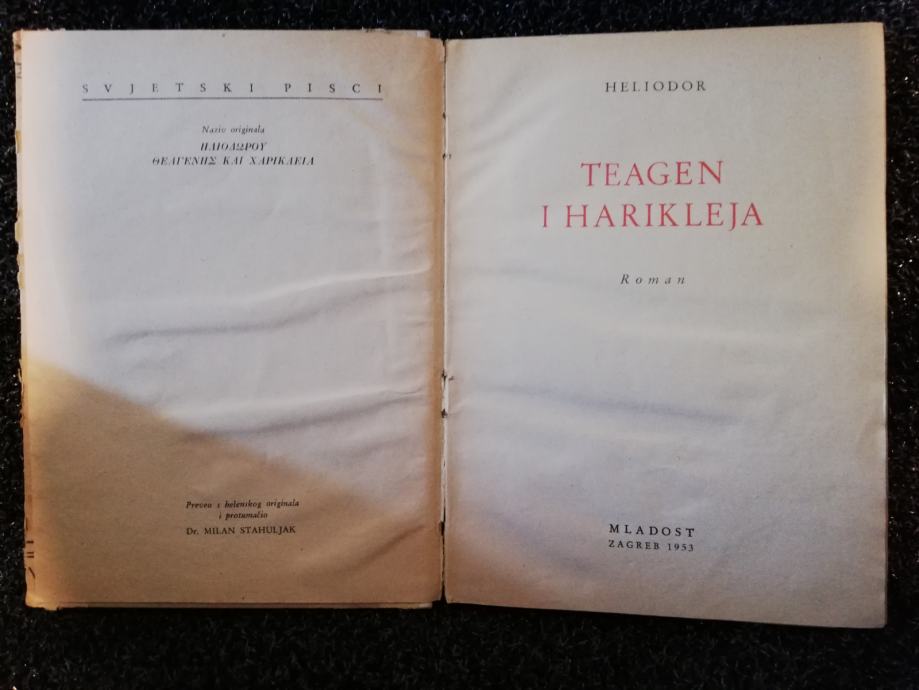 SVJETSKI PISCI
Naziv originala
ΗΛΙΟΔΩΡΟΥ
ΘΕΑΓΕΝΗΣ ΚΑΙ ΧΑΡΙΚΛΕΙΑ
Preveo s helenskog originala
i protumačio
Dr. MILAN STAHULJAK
HELIODOR
TEAGEN
I HARIKLEJA
Roman
MLADOST
ZAGREB 1953